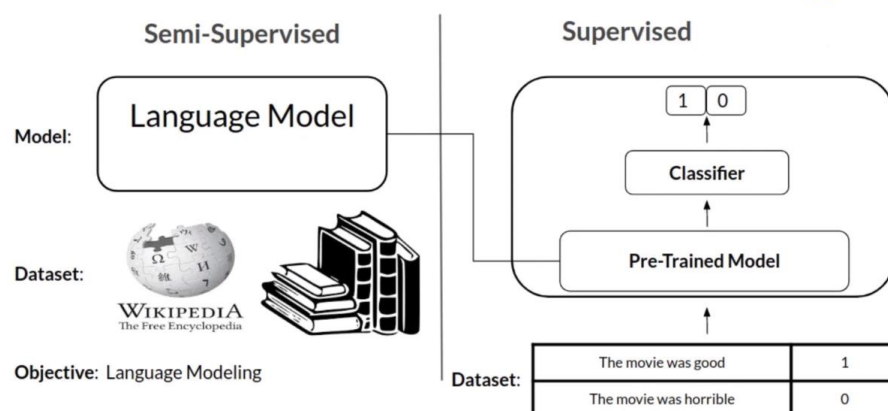 Semi-Supervised
Model:
Language Model
Dataset:
Ω
W
И
7
WIKIPEDIA
The Free Encyclopedia
Objective: Language Modeling
Supervised
1 0
Classifier
Pre-Trained Model
Dataset:
The movie was good 1
The movie was horrible 0